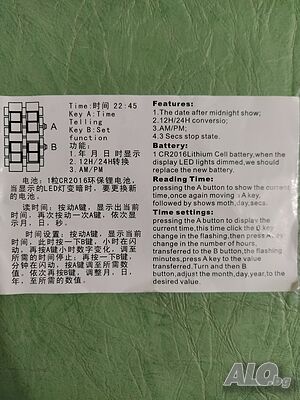 Time:时间 22:45
Key A:Time
Telling
Key B:Set
function
功能:
1.年 月 日时显示
2.12H/24H转换
3.AM/PM
A
B
电池: 1粒CR2016环保锂电池,
当显示的LED灯变暗时, 要更换新
的电池。
读时间: 按动A键, 显示出当前
时间, 再次按动一次A键, 依次显
示月, 日, 秒。
时间设置: 按动A键, 显示当前
时间, 此时按一下B键, 小时在闪
动, 再按A键小时数字变化, 调至
所需的时间停止; 再按一下B键,
分钟在闪动, 按A键调至所需数
值, 依次再按B键, 调整月, 日,
年, 至所需的数值。
Features:
1.The date after midnight show;
2.12H/24H conversio;
3.AM/PM;
4.3 Secs stop state.
Battery:
1 CR2016Lithium Cell battery,when the
display LED lights dimmed, we should
replace the new battery.
Reading Time:
pressing the A button to show the current
time,once again moving A key,
followed by shows moth,day,secs.
Time settings:
pressing the A button to display the
current time,this time click the B key
change in the flashing,then press A key
change in the number of hours,
transferred to the B button,the flashing
minutes,press A key to the value
transferred.Turn and then B
button,adjust the month,day,year,to the
desired value.
ALO.bg